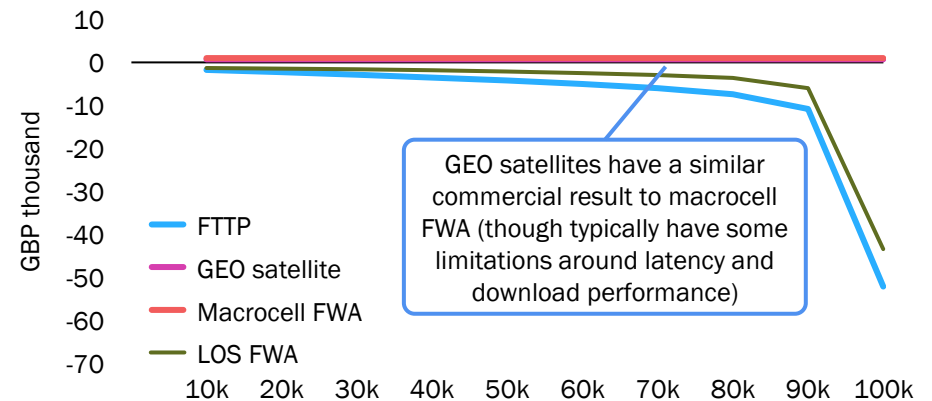 10
0
-10
-20
-30
-40
-50
-60
-70
GBP thousand
FTTP
GEO satellite
Macrocell FWA
LOS FWA
GEO satellites have a similar
commercial result to macrocell
FWA (though typically have some
limitations around latency and
download performance)
10k 20k 30k 40k 50k 60k 70k 80k 90k 100k